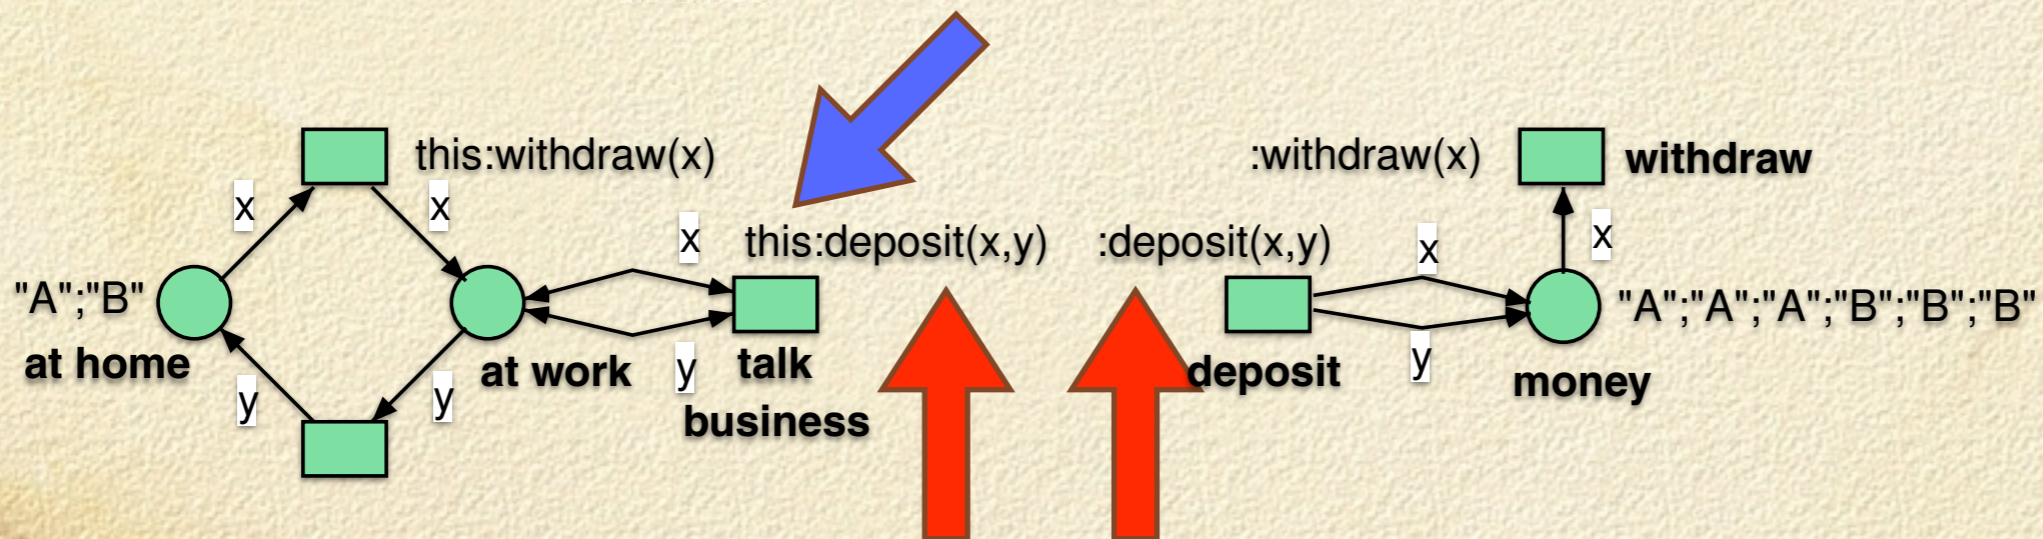 this:withdraw(x)
:withdraw(x)
withdraw
x
x
x
x
this:deposit(x,y)
:deposit(x,y)
x
"A";"B"
"A";"A";"A";"B";"B";"B"
at home
at work
y
talk
business
deposit
y
money
y
y